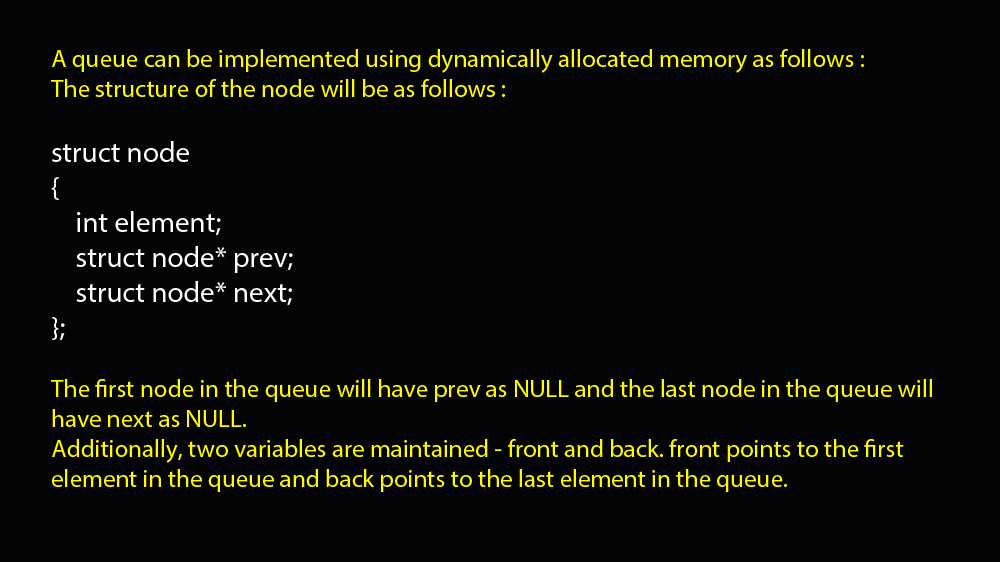 A queue can be implemented using dynamically allocated memory as follows :
The structure of the node will be as follows :
struct node
{
int element;
struct node* prev;
struct node* next;
};
The first node in the queue will have prev as NULL and the last node in the queue will
have next as NULL.
Additionally, two variables are maintained - front and back. front points to the first
element in the queue and back points to the last element in the queue.